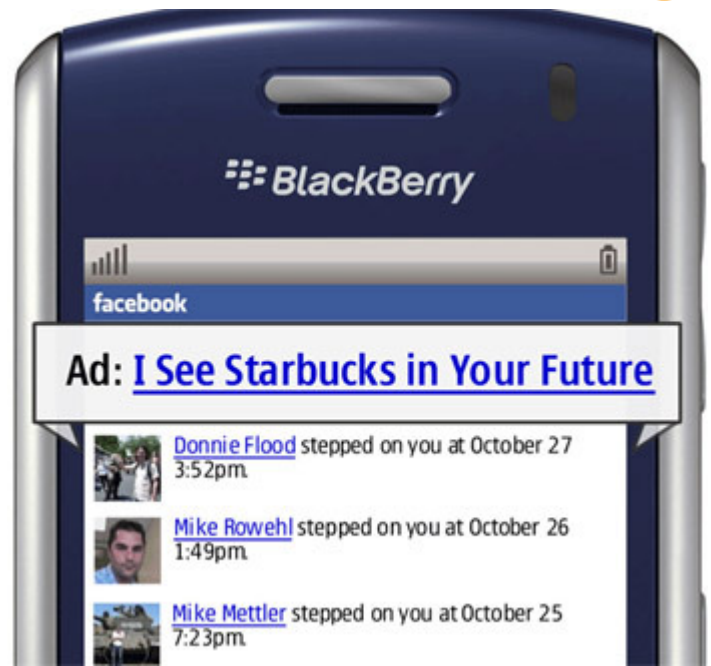 BlackBerry
facebook
Ad: I See Starbucks in Your Future
Donnie Flood stepped on you at October 27
3:52pm.
Mike Rowehl stepped on you at October 26
1:49pm.
Mike Mettler stepped on you at October 25
7:23pm.